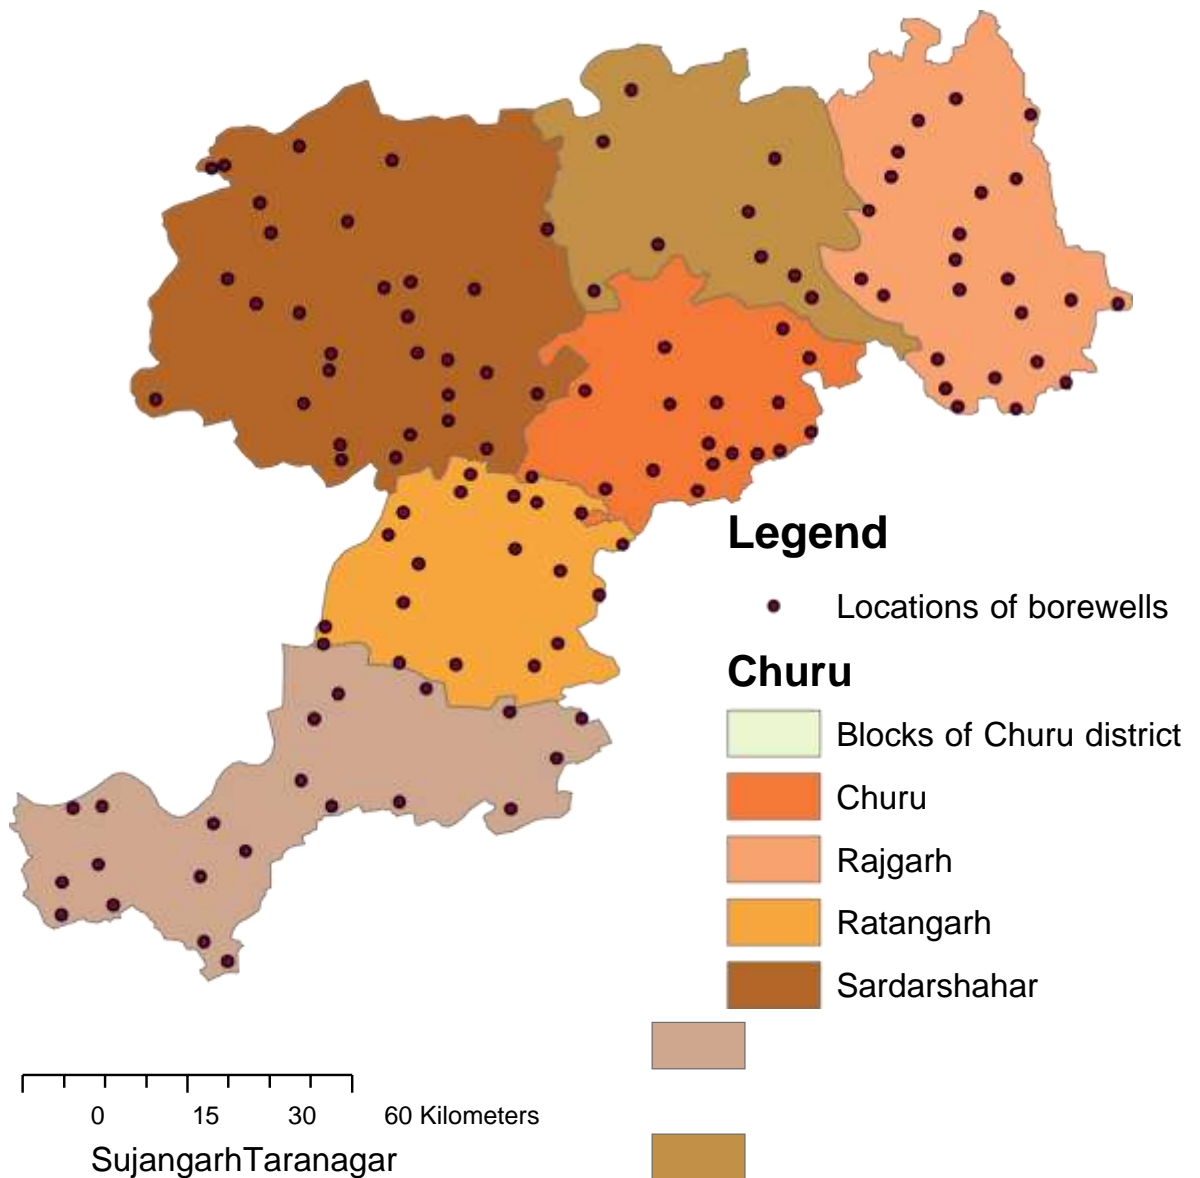 Legend
Locations of borewells
Churu
Blocks of Churu district
Churu
Rajgarh
Ratangarh
Sardarshahar
0 15 30 60 Kilometers
SujangarhTaranagar